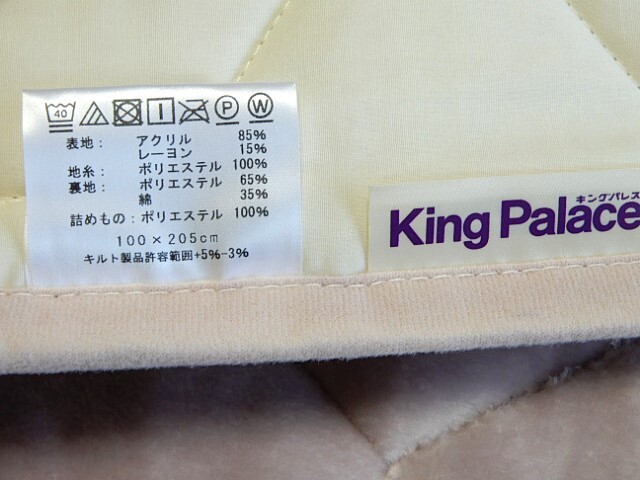 40 P W
表地: アクリル 85%
レーヨン 15%
地糸: ポリエステル 100%
裏地: ポリエステル 65%
綿 35%
詰めもの: ポリエステル 100%
100×205cm
キルト製品許容範囲+5%-3%
キングパレス
King Palace